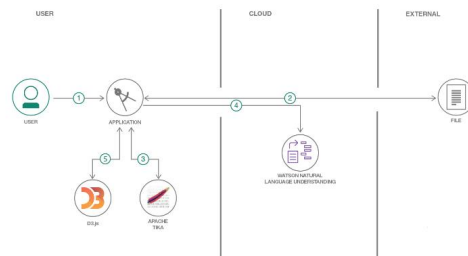 USER
CLOUD
EXTERNAL
1
2
4
USER
APPLICATION
FILE
5
3
WATSON NATURAL
LANGUAGE UNDERSTANDING
D3.js
APACHE
TIKA